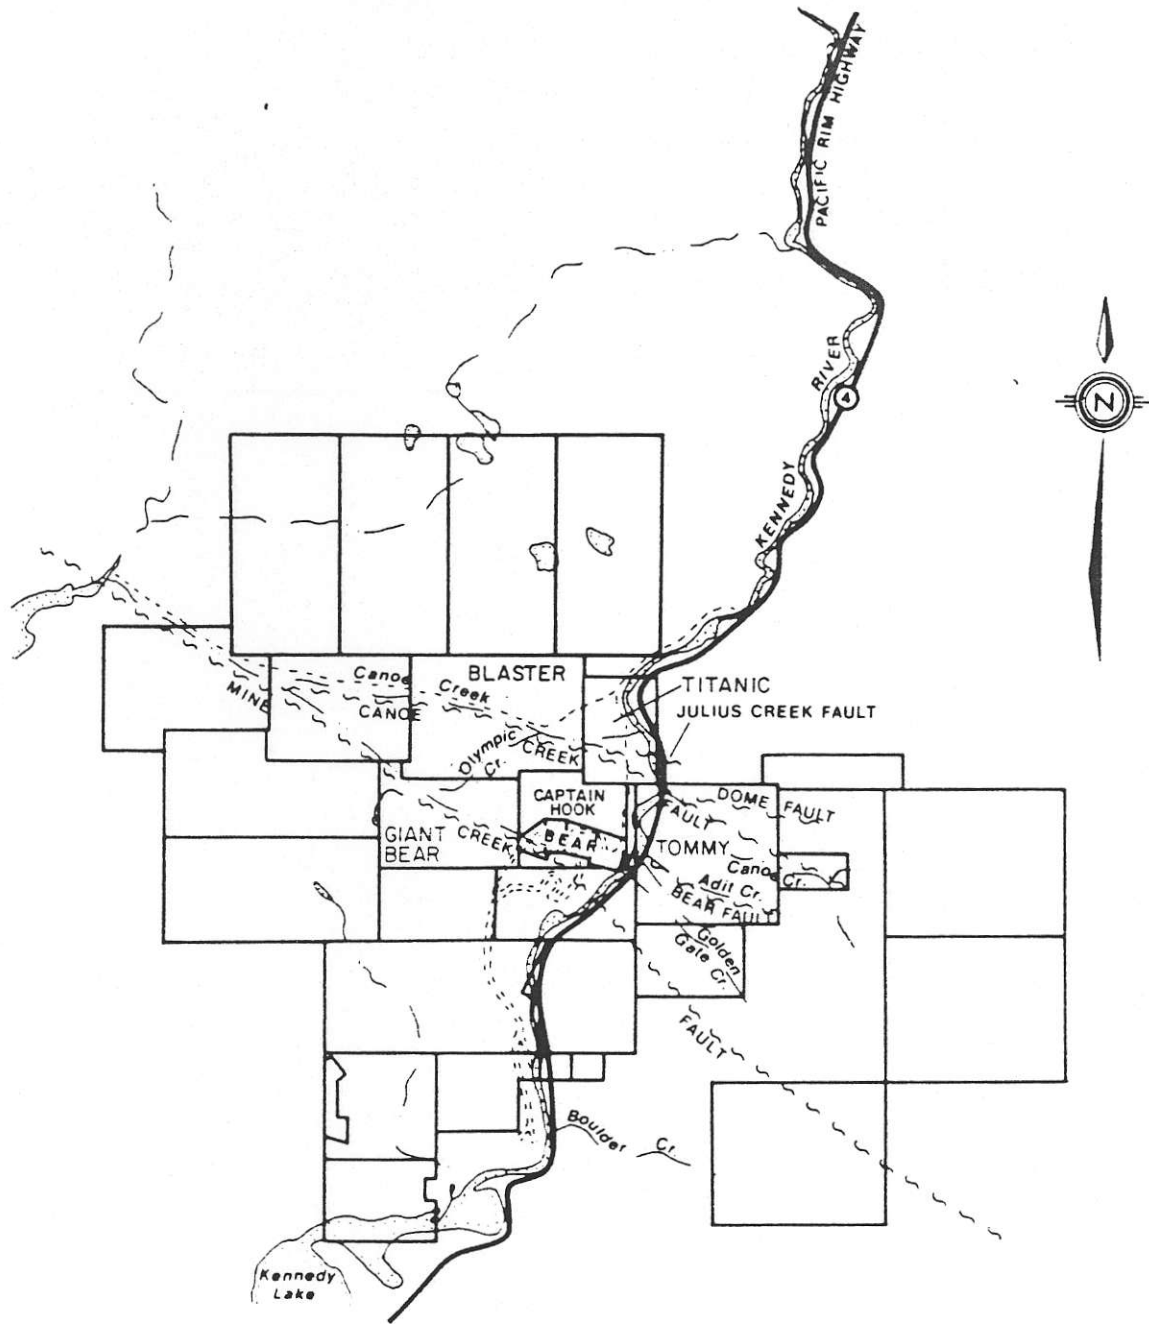 PACIFIC RIM HIGHWAY
RIVER
4
N
KENNEDY
BLASTER
Canoe
Creek
MINE
CANOE
TITANIC
JULIUS CREEK FAULT
Olympic
Cr.
CREEK
CAPTAIN
HOOK
FAULT
DOME FAULT
GIANT
BEAR
CREEK
BEAR
TOMMY
Canoe Cr.
Adit Cr.
BEAR FAULT
Golden
Gate Cr.
FAULT
Boulder Cr.
Kennedy
Lake